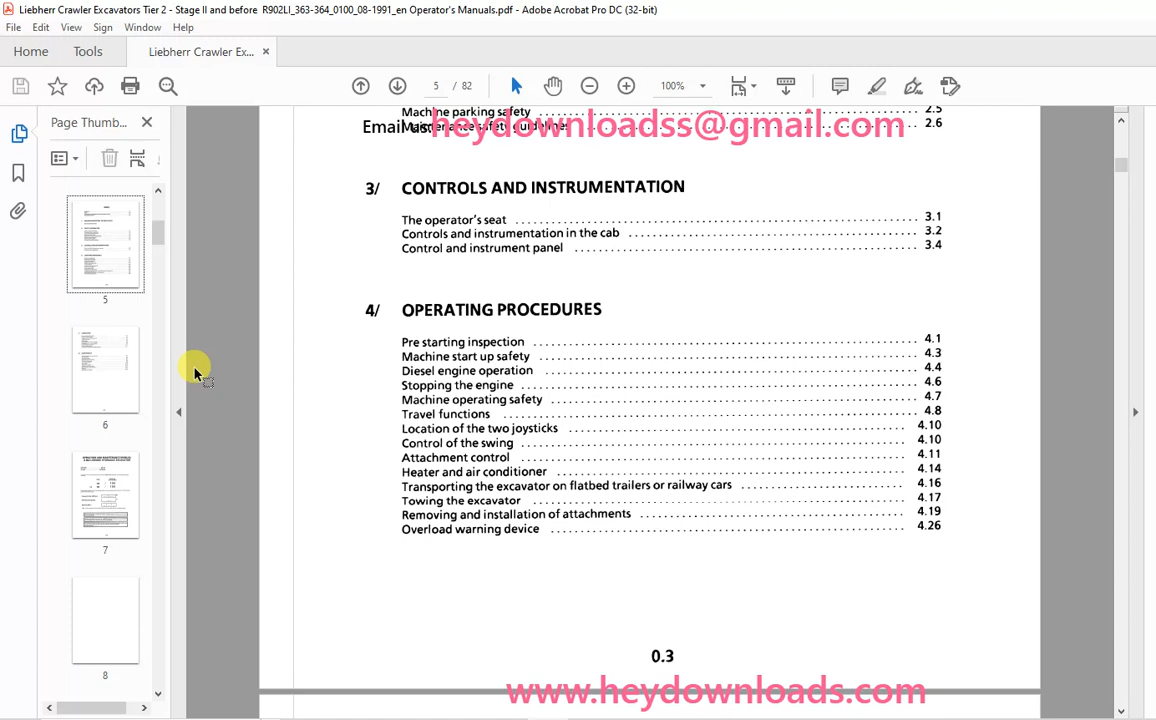 Liebherr Crawler Excavators Tier 2 - Stage II and before   R902LI_363-364_0100_08-1991_en Operator's Manuals.pdf - Adobe Acrobat Pro DC (32-bit)
File Edit View Sign Window Help
Home Tools Liebherr Crawler Ex... ×
5 / 82 100%
Page Thumb...
5
6
7
8
Machine parking safety ........ 2.5
Maintenance safety guidelines ........ 2.6
heydownloadss@gmail.com
3/ CONTROLS AND INSTRUMENTATION
The operator's seat ........ 3.1
Controls and instrumentation in the cab ........ 3.2
Control and instrument panel ........ 3.4
4/ OPERATING PROCEDURES
Pre starting inspection ........ 4.1
Machine start up safety ........ 4.3
Diesel engine operation ........ 4.4
Stopping the engine ........ 4.6
Machine operating safety ........ 4.7
Travel functions ........ 4.8
Location of the two joysticks ........ 4.10
Control of the swing ........ 4.10
Attachment control ........ 4.11
Heater and air conditioner ........ 4.14
Transporting the excavator on flatbed trailers or railway cars ........ 4.16
Towing the excavator ........ 4.17
Removing and installation of attachments ........ 4.19
Overload warning device ........ 4.26
0.3
www.heydownloads.com